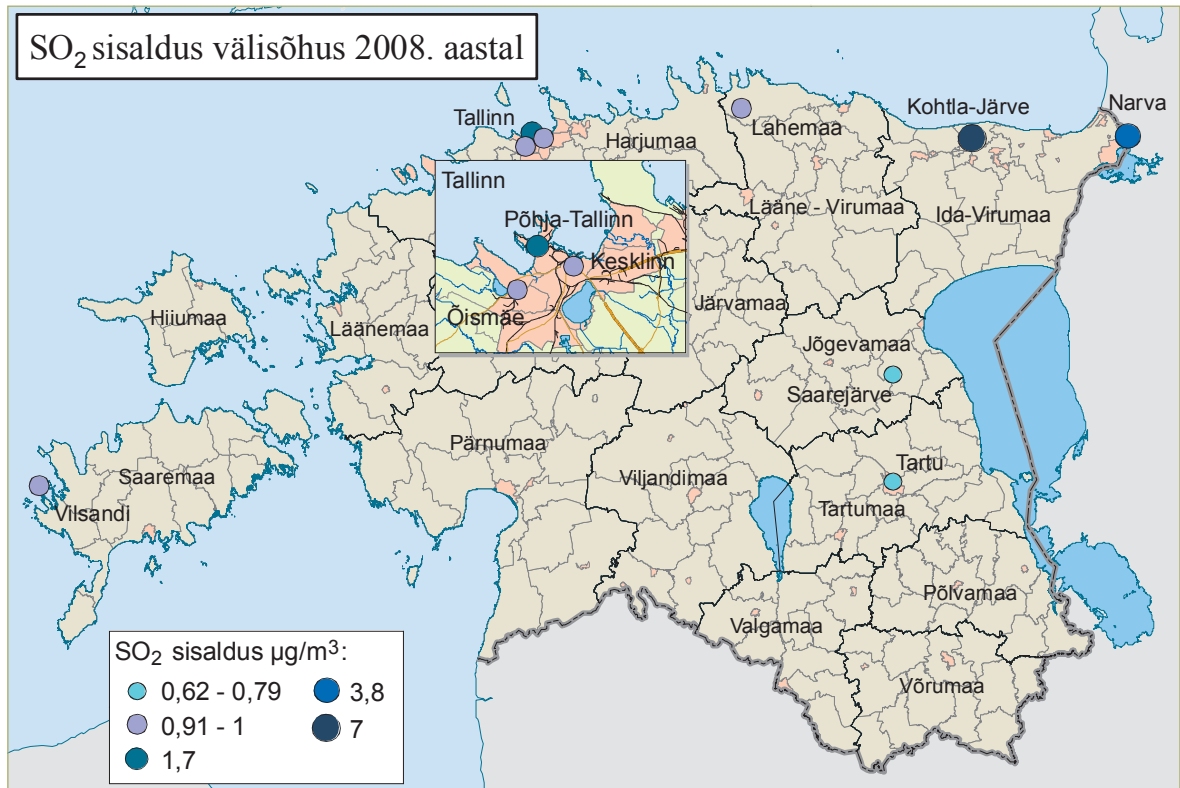 SO₂ sisaldus välisõhus 2008. aastal
Tallinn
Harjumaa
Lahemaa
Kohtla-Järve
Narva
Tallinn
Põhja-Tallinn
Kesklinn
Õismäe
Lääne - Virumaa
Ida-Virumaa
Hiiumaa
Läänemaa
Järvamaa
Jõgevamaa
Saarejärve
Pärnumaa
Saaremaa
Vilsandi
Viljandimaa
Tartu
Tartumaa
Põlvamaa
Valgamaa
Võrumaa
SO₂ sisaldus µg/m³:
0,62 - 0,79
0,91 - 1
1,7
3,8
7